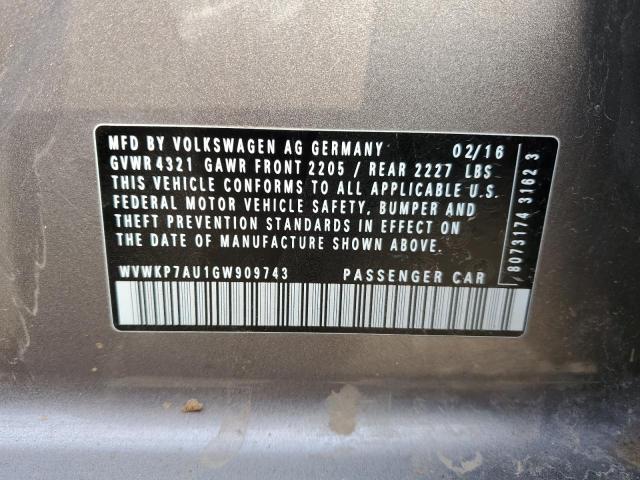 MFD BY VOLKSWAGEN AG GERMANY 02/16
GVWR 4321 GAWR FRONT 2205 / REAR 2227 LBS
THIS VEHICLE CONFORMS TO ALL APPLICABLE U.S.
FEDERAL MOTOR VEHICLE SAFETY, BUMPER AND
THEFT PREVENTION STANDARDS IN EFFECT ON
THE DATE OF MANUFACTURE SHOWN ABOVE.
WVWKP7AU1GW909743 PASSENGER CAR
8073174 3162 3